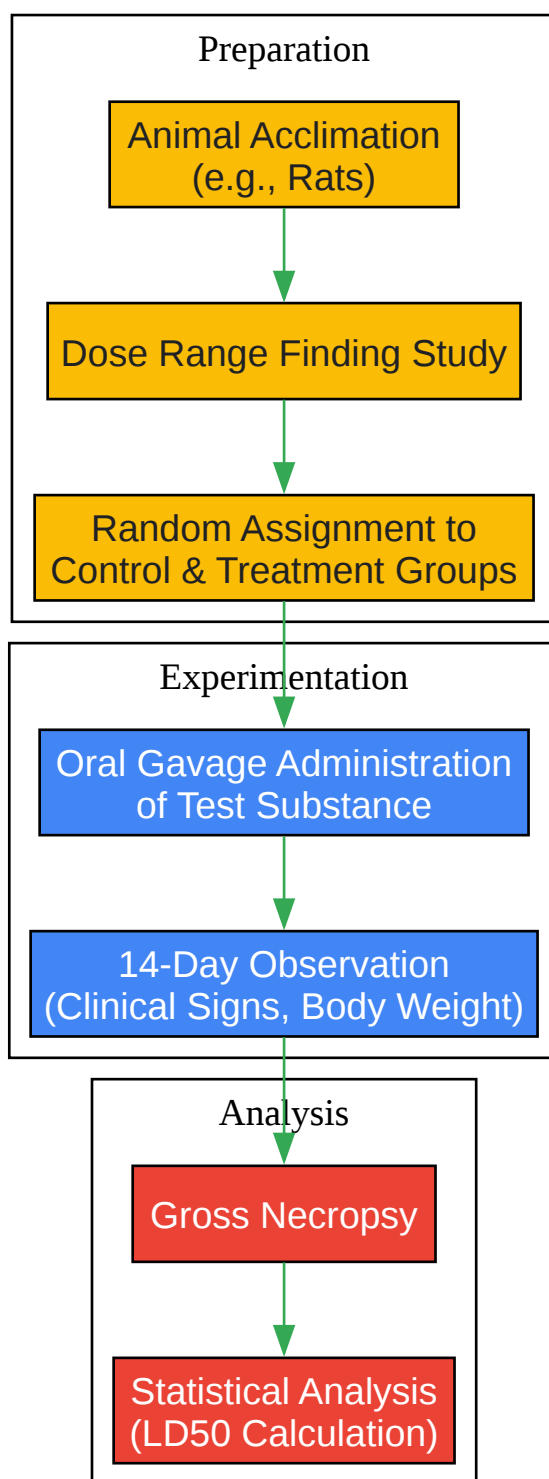 Preparation
Animal Acclimation
(e.g., Rats)
Dose Range Finding Study
Random Assignment to
Control & Treatment Groups
Experimentation
Oral Gavage Administration
of Test Substance
14-Day Observation
(Clinical Signs, Body Weight)
Analysis
Gross Necropsy
Statistical Analysis
(LD50 Calculation)